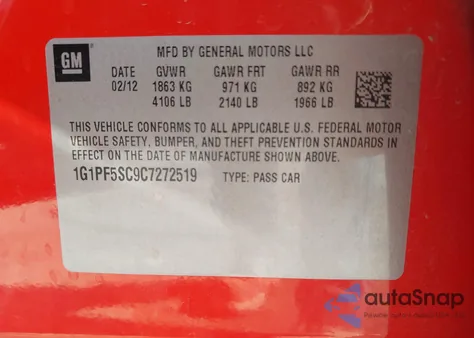 GM
MFD BY GENERAL MOTORS LLC
DATE GVWR GAWR FRT GAWR RR
02/12 1863 KG 971 KG 892 KG
4106 LB 2140 LB 1966 LB
THIS VEHICLE CONFORMS TO ALL APPLICABLE U.S. FEDERAL MOTOR
VEHICLE SAFETY, BUMPER, AND THEFT PREVENTION STANDARDS IN
EFFECT ON THE DATE OF MANUFACTURE SHOWN ABOVE.
1G1PF5SC9C7272519 TYPE: PASS CAR
autaSnap